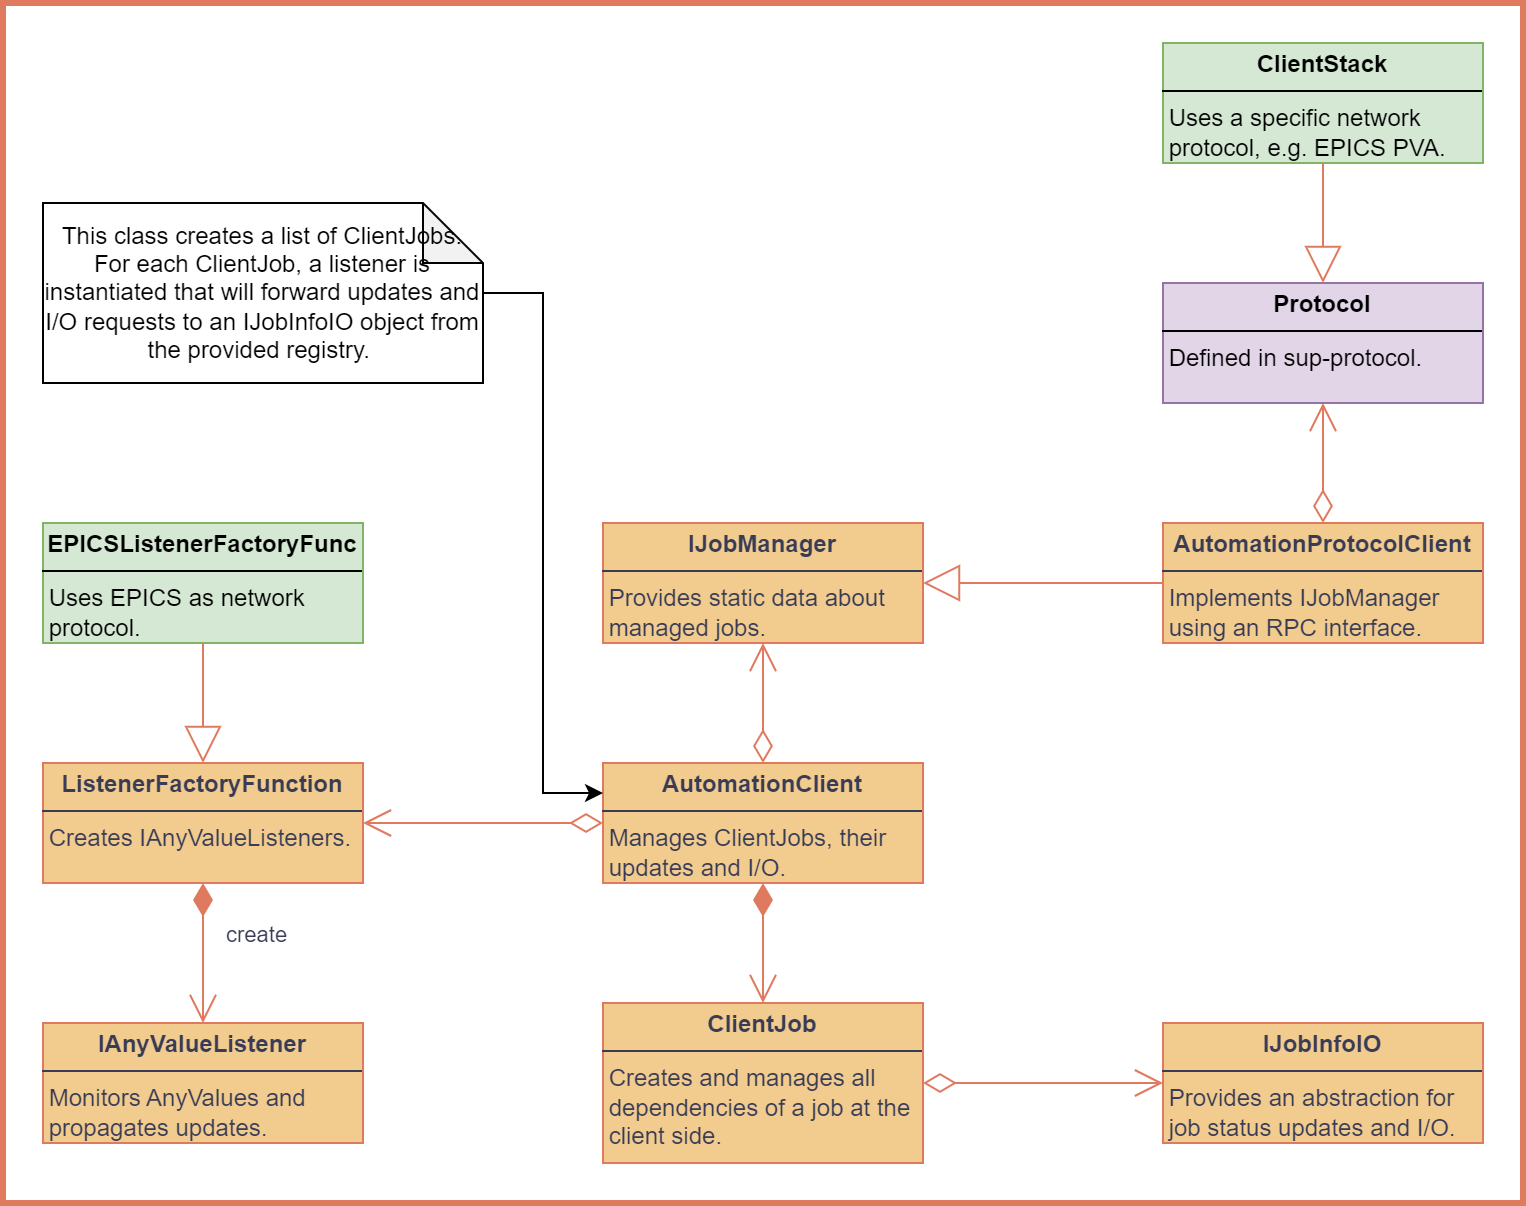 ClientStack
Uses a specific network
protocol, e.g. EPICS PVA.
This class creates a list of ClientJobs.
For each ClientJob, a listener is
instantiated that will forward updates and
I/O requests to an IJobInfoIO object from
the provided registry.
Protocol
Defined in sup-protocol.
EPICSListenerFactoryFunc
Uses EPICS as network
protocol.
IJobManager
Provides static data about
managed jobs.
AutomationProtocolClient
Implements IJobManager
using an RPC interface.
ListenerFactoryFunction
Creates IAnyValueListeners.
AutomationClient
Manages ClientJobs, their
updates and I/O.
create
IAnyValueListener
Monitors AnyValues and
propagates updates.
ClientJob
Creates and manages all
dependencies of a job at the
client side.
IJobInfoIO
Provides an abstraction for
job status updates and I/O.